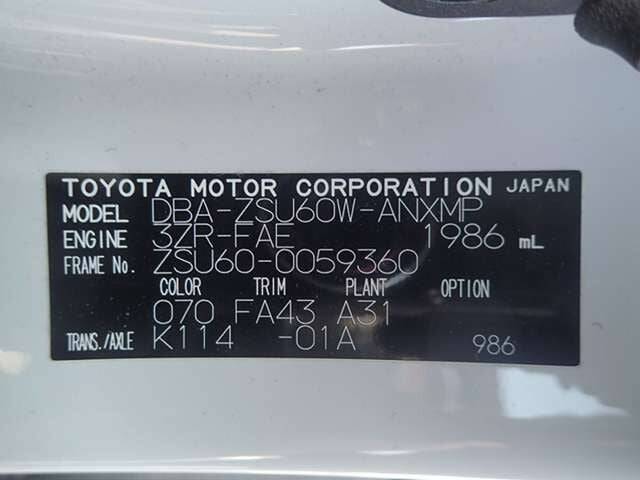 TOYOTA MOTOR CORPORATION JAPAN
MODEL DBA-ZSU60W-ANXMP
ENGINE 3ZR-FAE 1986 mL
FRAME No. ZSU60-0059360
COLOR TRIM PLANT OPTION
070 FA43 A31
TRANS./AXLE K114 -01A 986